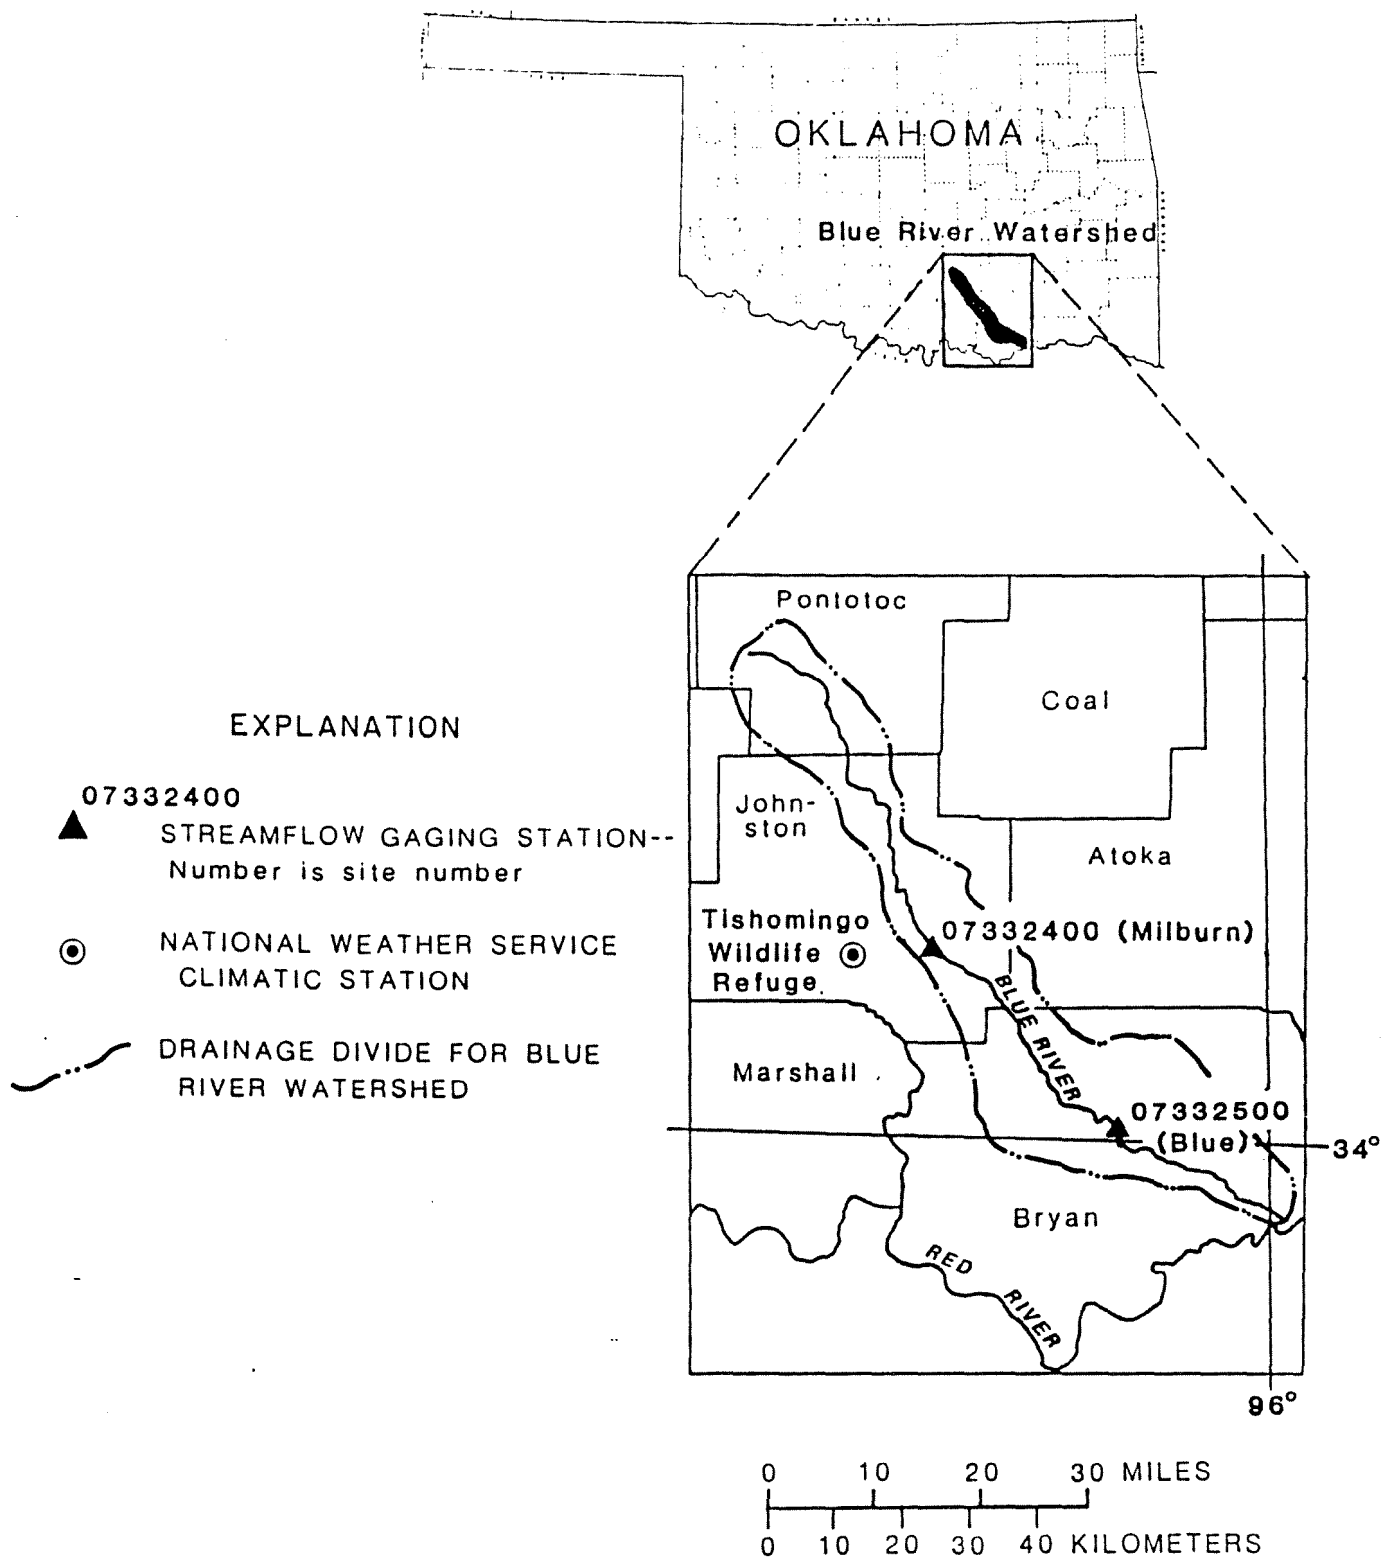 OKLAHOMA
Blue River Watershed
Pontotoc
Coal
EXPLANATION
07332400
STREAMFLOW GAGING STATION--
Number is site number
John-
ston
Atoka
Tishomingo
Wildlife
Refuge
07332400 (Milburn)
NATIONAL WEATHER SERVICE
CLIMATIC STATION
BLUE RIVER
DRAINAGE DIVIDE FOR BLUE
RIVER WATERSHED
Marshall
07332500
(Blue)
34°
Bryan
RED
RIVER
96°
0 10 20 30 MILES
0 10 20 30 40 KILOMETERS